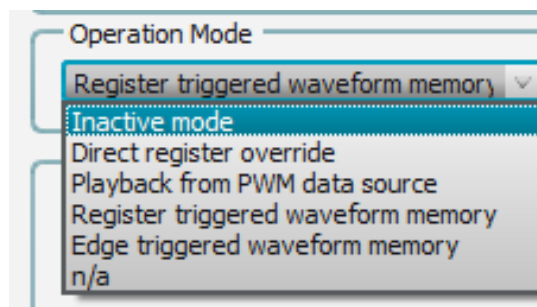 Operation Mode
Register triggered waveform memory
Inactive mode
Direct register override
Playback from PWM data source
Register triggered waveform memory
Edge triggered waveform memory
n/a